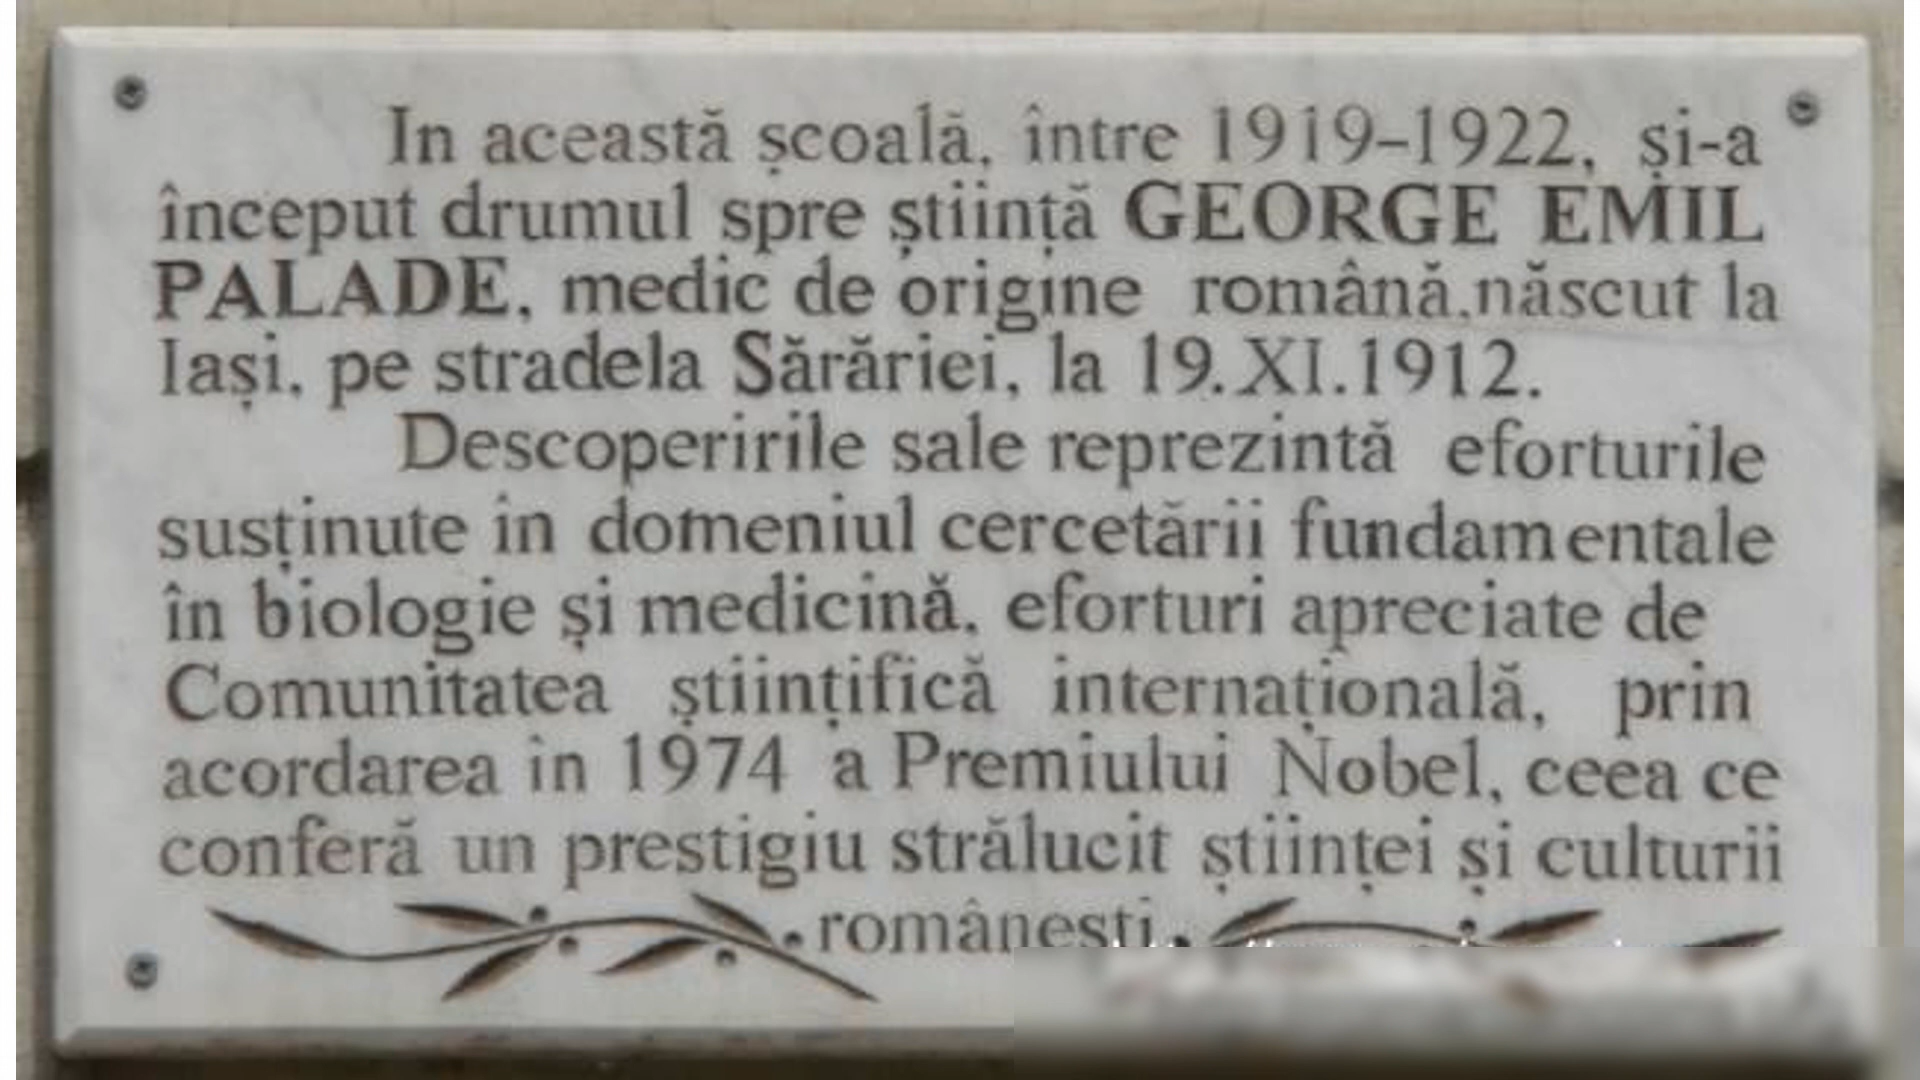 In această școală, între 1919-1922, și-a
început drumul spre știință GEORGE EMIL
PALADE, medic de origine română, născut la
Iași, pe stradela Sărăriei, la 19.XI.1912.
Descoperirile sale reprezintă eforturile
susținute in domeniul cercetării fundamentale
în biologie și medicină, eforturi apreciate de
Comunitatea științifică internațională, prin
acordarea in 1974 a Premiului Nobel, ceea ce
conferă un prestigiu strălucit științei și culturii
românești.